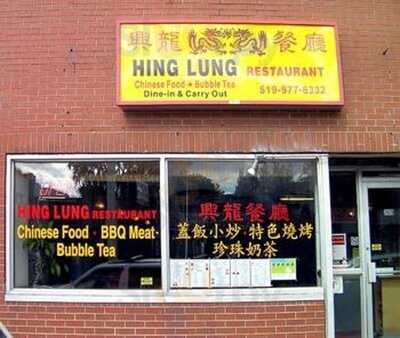 興龍 餐廳
HING LUNG RESTAURANT
Chinese Food • Bubble Tea
Dine-in & Carry Out
519-977-6332
HING LUNG RESTAURANT
Chinese Food • BBQ Meat •
Bubble Tea
興龍餐廳
蓋飯小炒 特色燒烤
珍珠奶茶